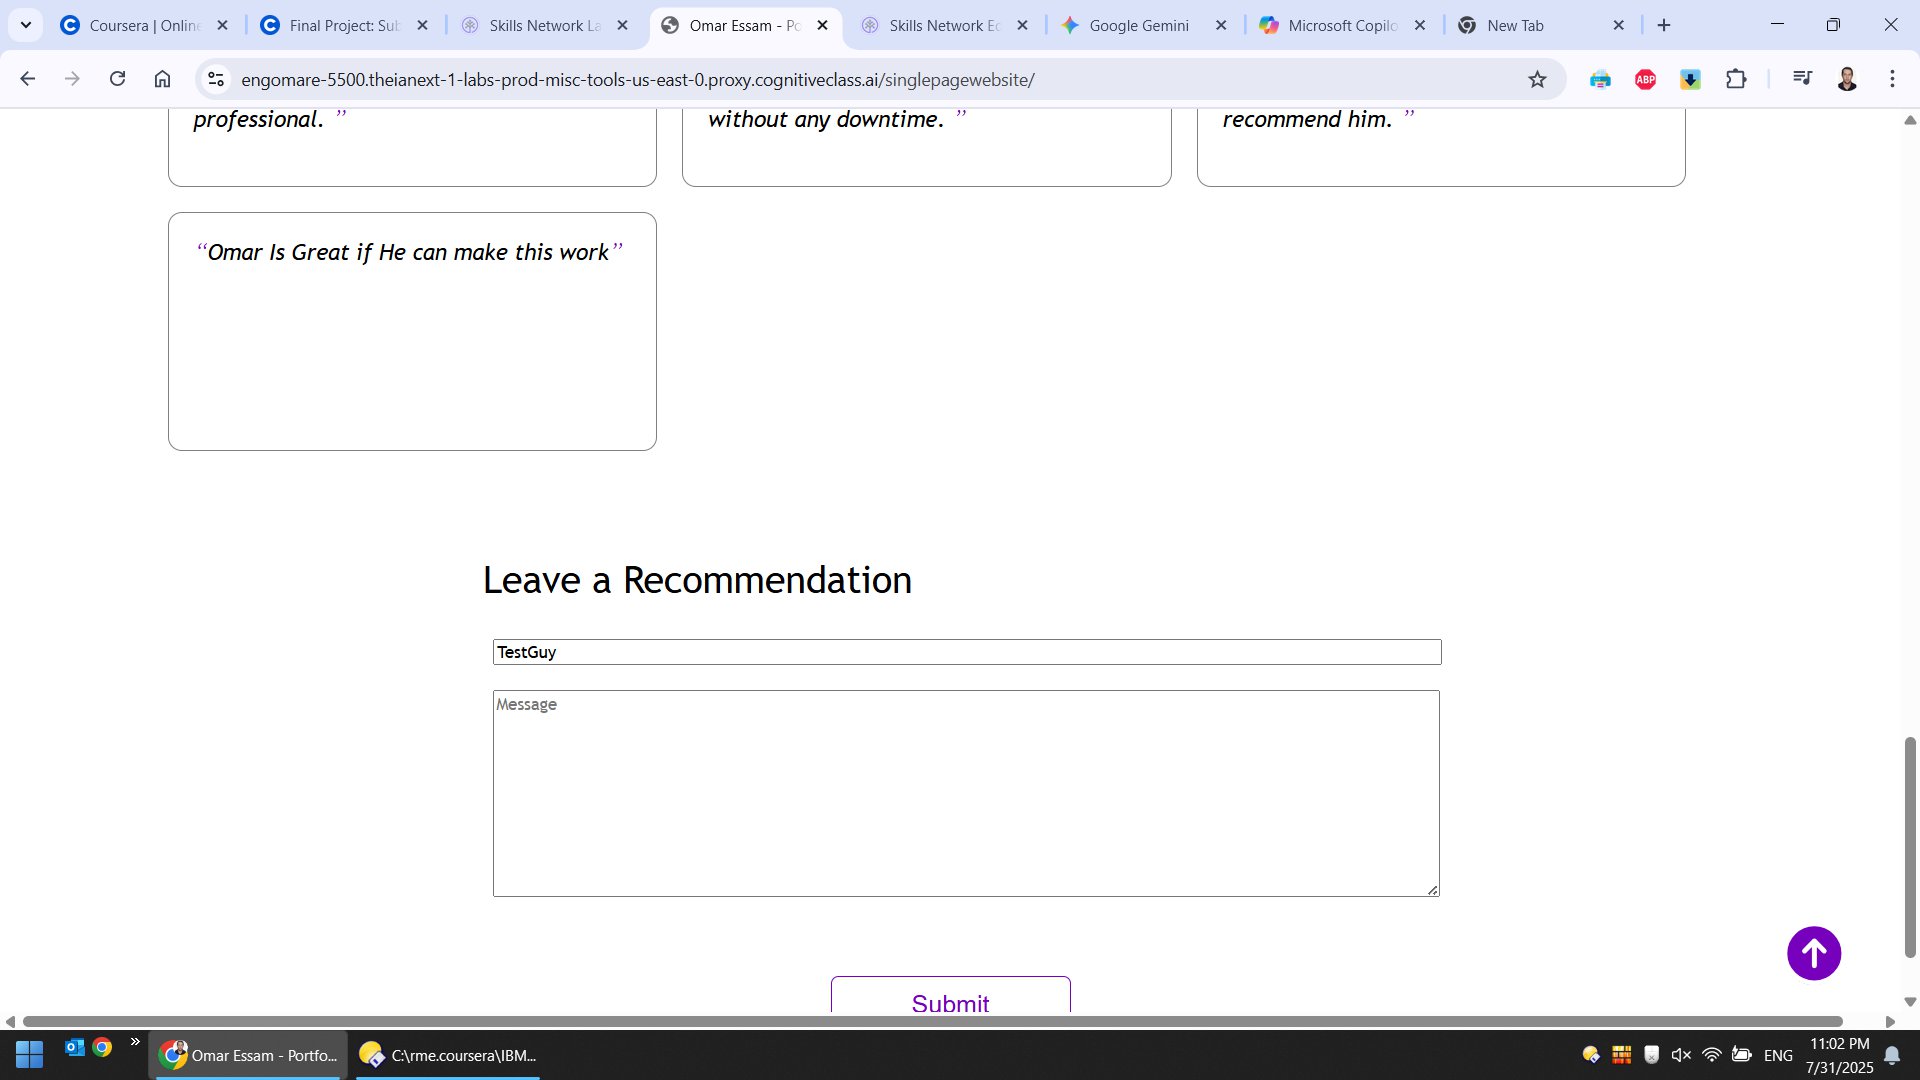 Coursera | Online
Final Project: Sub
Skills Network La
Omar Essam - Po
Skills Network Ed
Google Gemini
Microsoft Copilo
New Tab
engomare-5500.theianext-1-labs-prod-misc-tools-us-east-0.proxy.cognitiveclass.ai/singlepagewebsite/
ABP
professional. ”
without any downtime. ”
recommend him. ”
“Omar Is Great if He can make this work”
Leave a Recommendation
TestGuy
Message
Submit
Omar Essam - Portfo...
C:\rme.coursera\IBM...
ENG
11:02 PM
7/31/2025